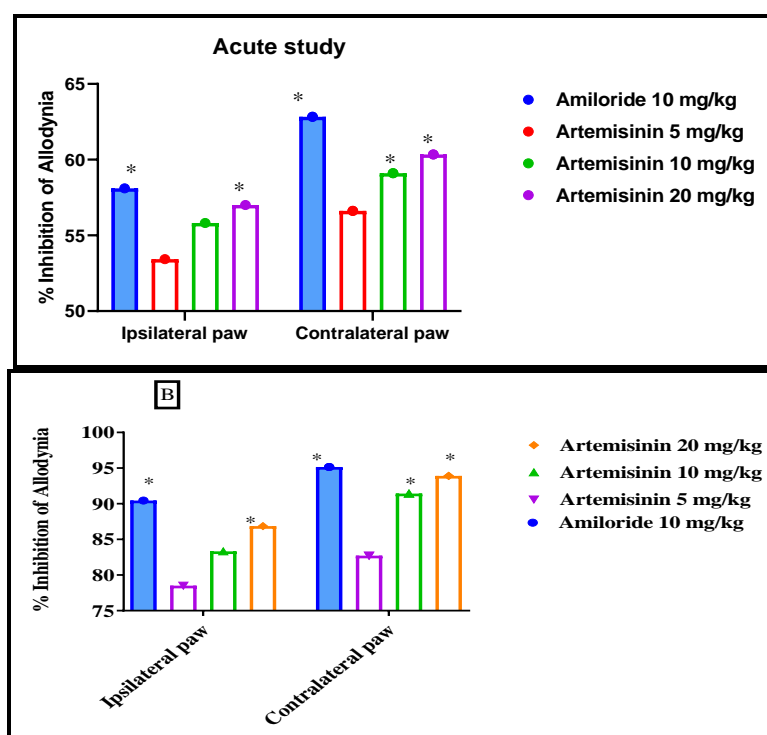 Acute study
% Inhibition of Allodynia
65
60
55
50
*
*
*
*
*
Ipsilateral paw
Contralateral paw
Amiloride 10 mg/kg
Artemisinin 5 mg/kg
Artemisinin 10 mg/kg
Artemisinin 20 mg/kg
B
% Inhibition of Allodynia
100
95
90
85
80
75
*
*
*
*
*
Ipsilateral paw
Contralateral paw
Artemisinin 20 mg/kg
Artemisinin 10 mg/kg
Artemisinin 5 mg/kg
Amiloride 10 mg/kg